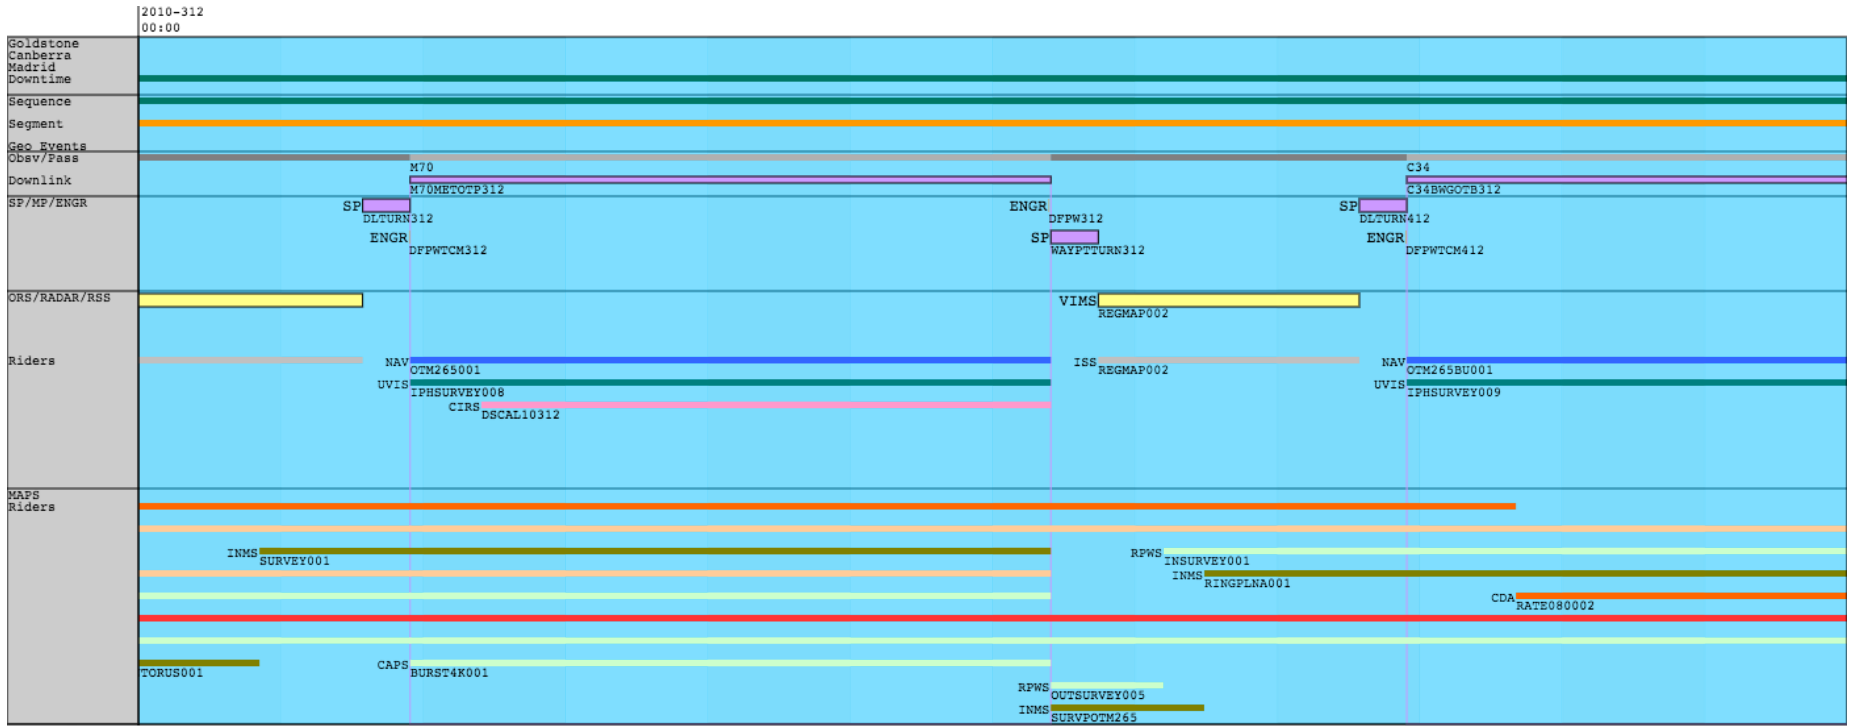 2010-312
00:00
Goldstone
Canberra
Madrid
Downtime
Sequence
Segment
Geo Events
Obsv/Pass
M70 C34
Downlink
M70METOTP312 C34BWGOTB312
SP/MP/ENGR SP ENGR SP
DLTURN312 DFPW312 DLTURN412
ENGR SP ENGR
DFPWTCM312 WAYPTTURN312 DFPWTCM412
ORS/RADAR/RSS VIMS
REGMAP002
Riders NAV ISS NAV
OTM265001 REGMAP002 OTM265BU001
UVIS UVIS
IPHSURVEY008 IPHSURVEY009
CIRS
DSCAL10312
MAPS
Riders
INMS RPWS
SURVEY001 INSURVEY001
INMS
RINGPLNA001
CDA
RATE080002
CAPS
TORUS001 BURST4K001
RPWS
OUTSURVEY005
INMS
SURVPOTM265